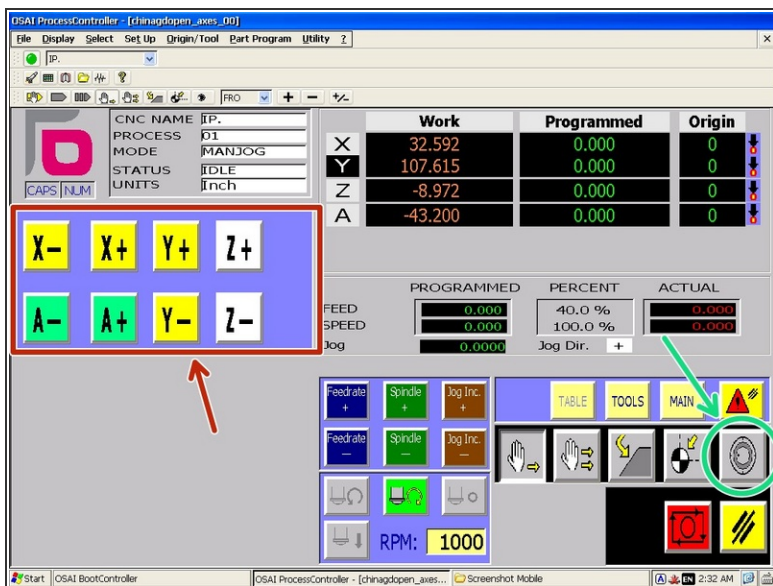 OSAI ProcessController - [chinagdopen_axes_00]
File Display Select Set Up Origin/Tool Part Program Utility ?
IP.
FRO
CNC NAME IP.
PROCESS 01
MODE MANJOG
STATUS IDLE
UNITS Inch
CAPS NUM
Work Programmed Origin
X 32.592 0.000 0
Y 107.615 0.000 0
Z -8.972 0.000 0
A -43.200 0.000 0
X- X+ Y+ Z+
A- A+ Y- Z-
PROGRAMMED PERCENT ACTUAL
FEED 0.000 40.0 % 0.000
SPEED 0.000 100.0 % 0.000
Jog 0.0000 Jog Dir. +
Feedrate + Spindle + Jog Inc. +
TABLE TOOLS MAIN
Feedrate - Spindle - Jog Inc. -
RPM: 1000
Start OSAI BootController OSAI ProcessController - [chinagdopen_axes... Screenshot Mobile A EN 2:32 AM